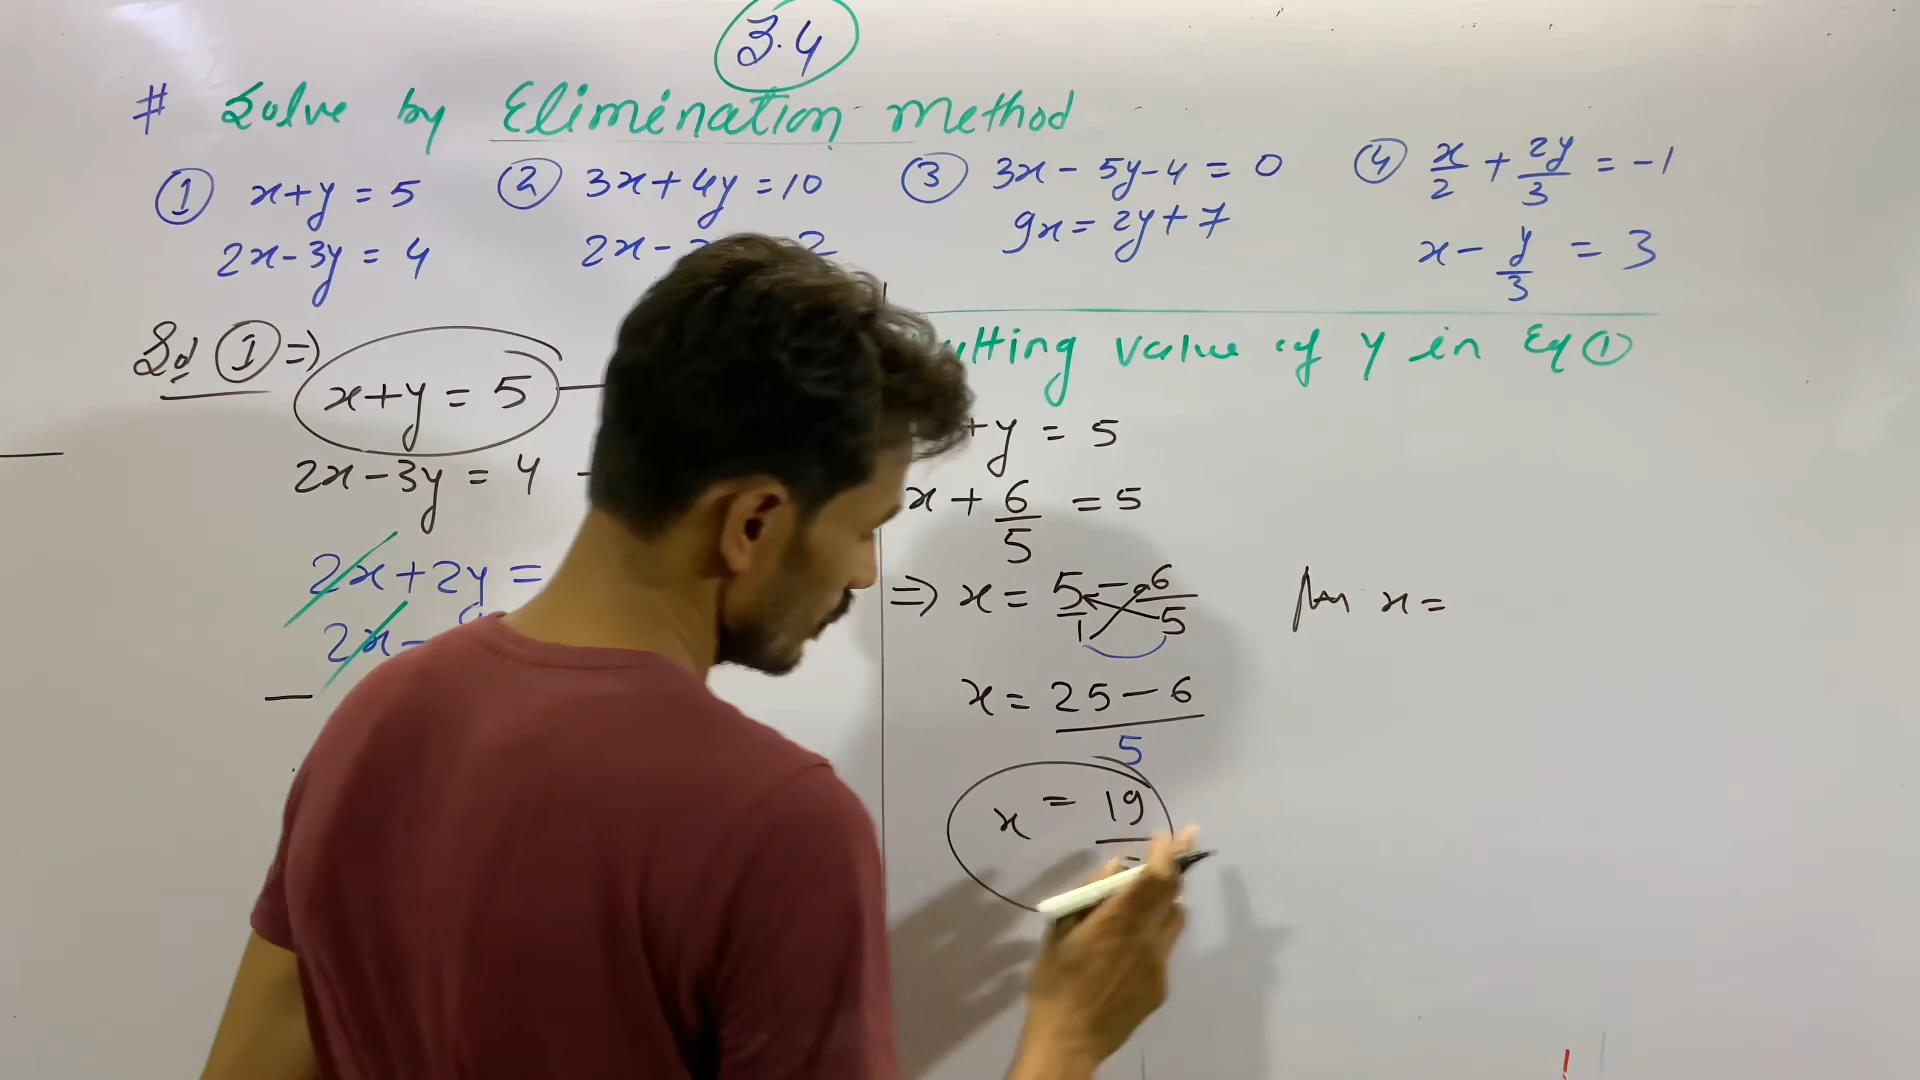 3.4
# Solve by Elimination method
① x+y = 5
2x-3y = 4
② 3x+4y = 10
2x- 2
③ 3x - 5y-4 = 0
9x = 2y+7
④ x/2 + 2y/3 = -1
x - y/3 = 3
Sol ① =>
x+y = 5
2x-3y = 4 -
2x+2y =
2x-
utting value of y in Eq ①
+y = 5
x + 6/5 = 5
=> x = 5/1 - 6/5
x = 25-6/5
x = 19
x =